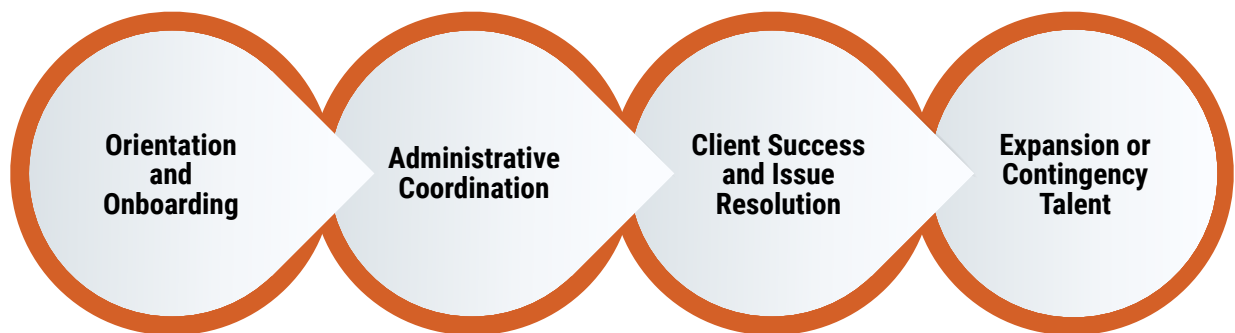 Orientation
and
Onboarding
Administrative
Coordination
Client Success
and Issue
Resolution
Expansion or
Contingency
Talent